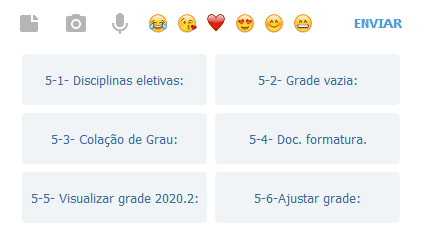 ENVIAR
5-1- Disciplinas eletivas:
5-2- Grade vazia:
5-3- Colação de Grau:
5-4- Doc. formatura.
5-5- Visualizar grade 2020.2:
5-6-Ajustar grade: